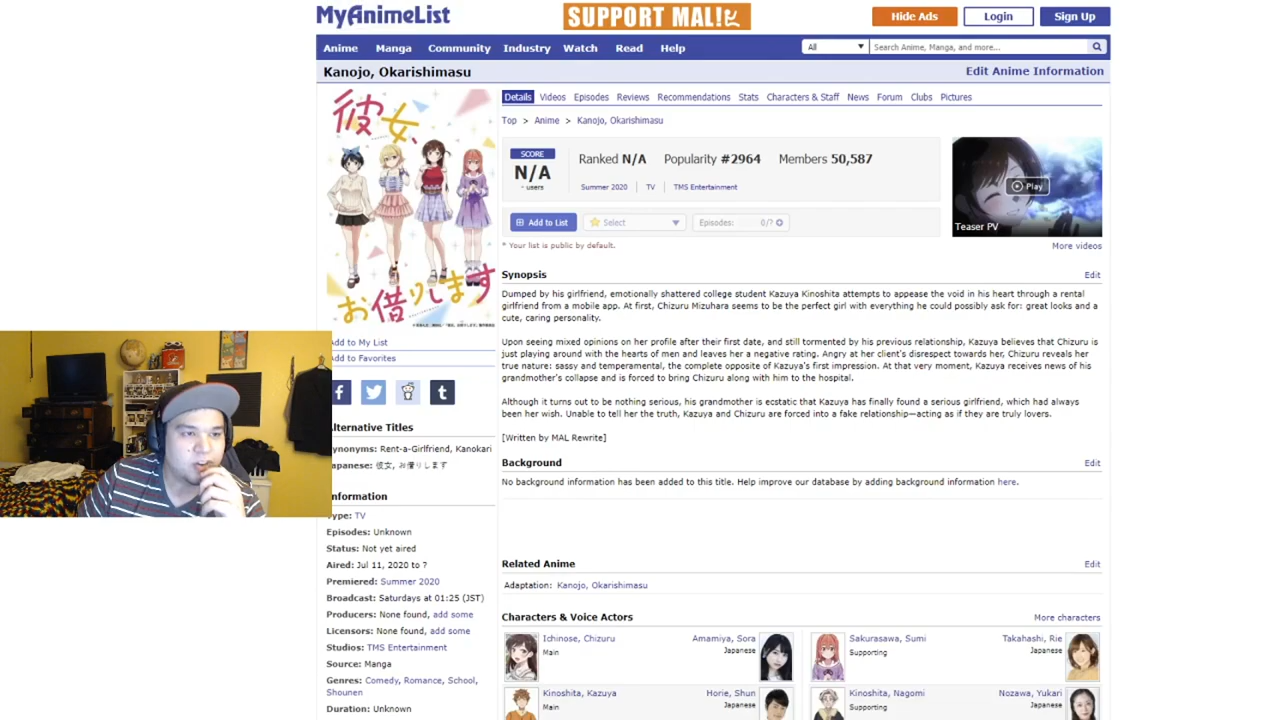 MyAnimeList
SUPPORT MAL!
Hide Ads
Login
Sign Up
Anime Manga Community Industry Watch Read Help
All
Search Anime, Manga, and more...
Kanojo, Okarishimasu
Edit Anime Information
Details Videos Episodes Reviews Recommendations Stats Characters & Staff News Forum Clubs Pictures
Top > Anime > Kanojo, Okarishimasu
彼女、
お借りします
SCORE
N/A
- users
Ranked N/A Popularity #2964 Members 50,587
Summer 2020 | TV | TMS Entertainment
Play
Teaser PV
Add to List
Select
Episodes: 0/?
* Your list is public by default.
More videos
Synopsis
Edit
Dumped by his girlfriend, emotionally shattered college student Kazuya Kinoshita attempts to appease the void in his heart through a rental
girlfriend from a mobile app. At first, Chizuru Mizuhara seems to be the perfect girl with everything he could possibly ask for: great looks and a
cute, caring personality.
Upon seeing mixed opinions on her profile after their first date, and still tormented by his previous relationship, Kazuya believes that Chizuru is
just playing around with the hearts of men and leaves her a negative rating. Angry at her client's disrespect towards her, Chizuru reveals her
true nature: sassy and temperamental, the complete opposite of Kazuya's first impression. At that very moment, Kazuya receives news of his
grandmother's collapse and is forced to bring Chizuru along with him to the hospital.
Although it turns out to be nothing serious, his grandmother is ecstatic that Kazuya has finally found a serious girlfriend, which had always
been her wish. Unable to tell her the truth, Kazuya and Chizuru are forced into a fake relationship—acting as if they are truly lovers.
[Written by MAL Rewrite]
Background
Edit
No background information has been added to this title. Help improve our database by adding background information here.
Related Anime
Edit
Adaptation: Kanojo, Okarishimasu
Characters & Voice Actors
More characters
Ichinose, Chizuru
Main
Amamiya, Sora
Japanese
Sakurasawa, Sumi
Supporting
Takahashi, Rie
Japanese
Kinoshita, Kazuya
Main
Horie, Shun
Japanese
Kinoshita, Nagomi
Supporting
Nozawa, Yukari
Japanese
Add to My List
Add to Favorites
Alternative Titles
Synonyms: Rent-a-Girlfriend, Kanokari
Japanese: 彼女、お借りします
Information
Type: TV
Episodes: Unknown
Status: Not yet aired
Aired: Jul 11, 2020 to ?
Premiered: Summer 2020
Broadcast: Saturdays at 01:25 (JST)
Producers: None found, add some
Licensors: None found, add some
Studios: TMS Entertainment
Source: Manga
Genres: Comedy, Romance, School,
Shounen
Duration: Unknown